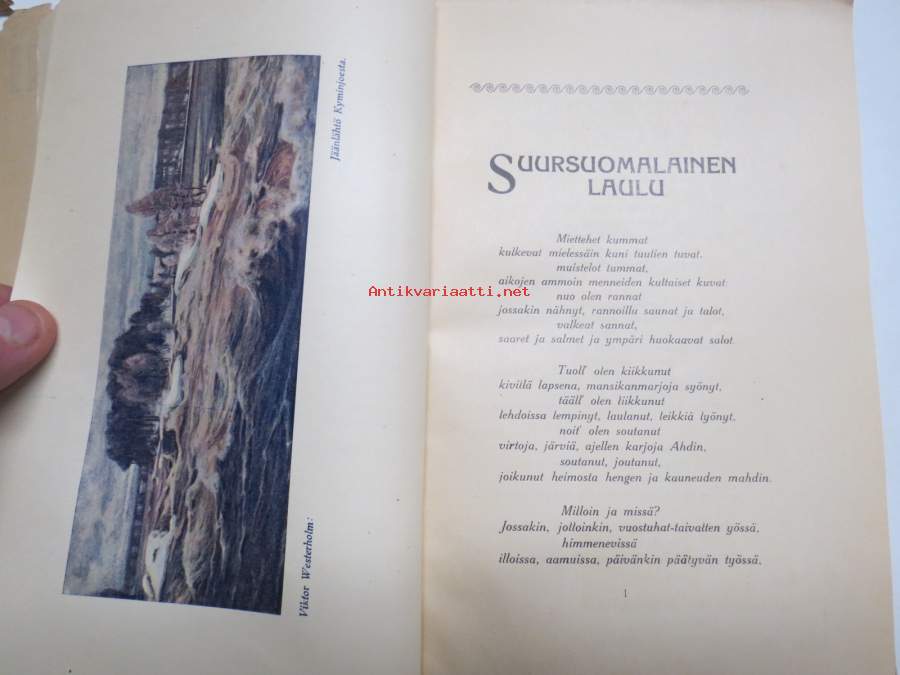 Viktor Westerholm:
Jäänlähtö Kyminjoesta.
Antikvariaatti.net
SUURSUOMALAINEN
LAULU
Miettehet kummat
kulkevat mielessäin kuni tuulien tuvat.
muistelot tummat,
aikojen ammoin menneiden kultaiset kuvat
nuo olen rannat
jossakin nähnyt, rannoillu saunat ja talot,
valkeat sannat,
saaret ja salmet ja ympäri huokaavat salot.
Tuoll' olen kiikkunut
kiviltä lapsena, mansikanmarjoja syönyt,
tääll' olen liikkunut
lehdoissa lempinyt, laulanut, leikkiä lyönyt,
noit' olen soutanut
virtoja, järviä, ajellen karjoja Ahdin,
soutanut, joutanut,
joikunut heimosta hengen ja kauneuden mahdin.
Milloin ja missä?
Jossakin, jolloinkin, vuostuhat-taivalten yössä,
himmenevissä
illoissa, aamuissa, päivänkin päätyvän työssä,
1